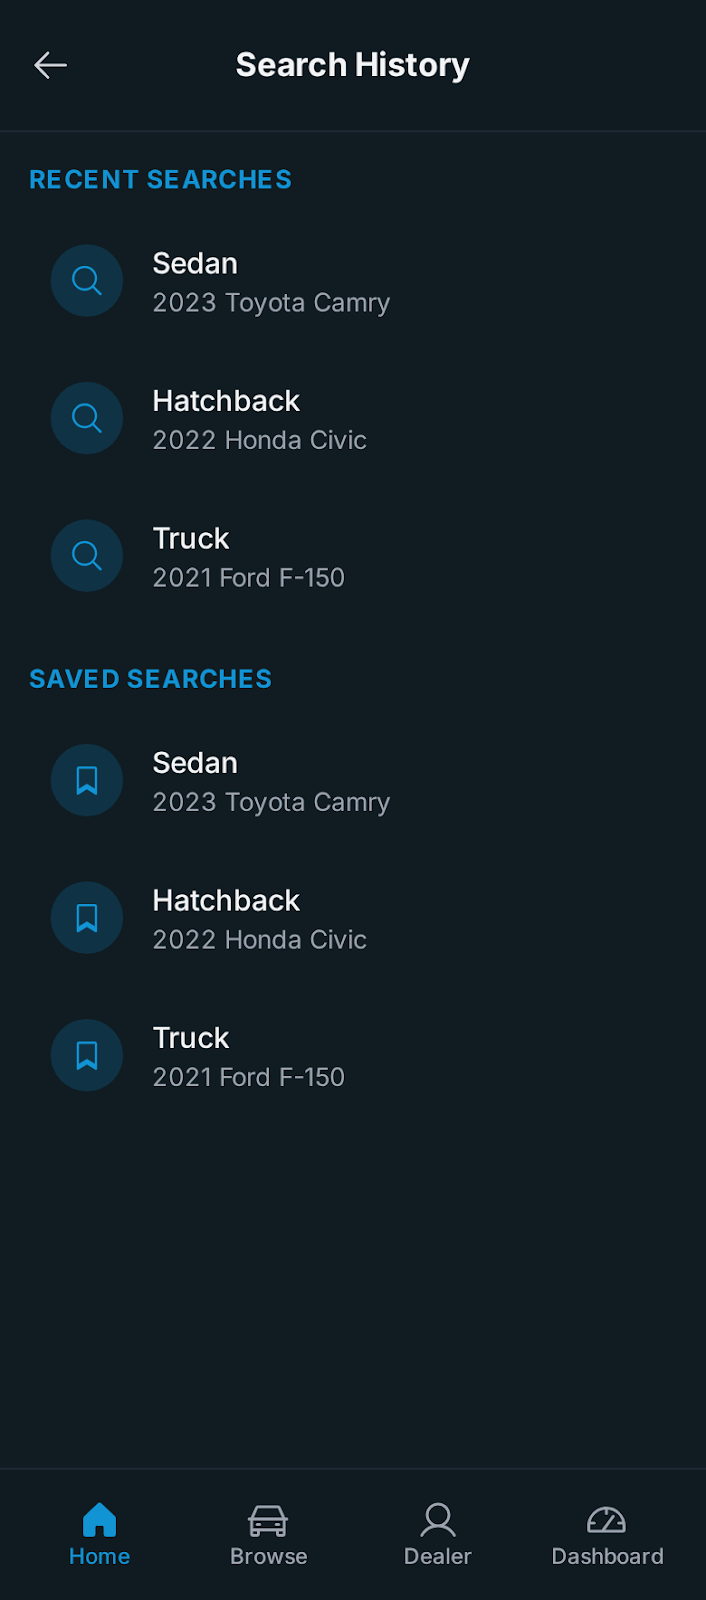 Search History
RECENT SEARCHES
Sedan
2023 Toyota Camry
Hatchback
2022 Honda Civic
Truck
2021 Ford F-150
SAVED SEARCHES
Sedan
2023 Toyota Camry
Hatchback
2022 Honda Civic
Truck
2021 Ford F-150
Home Browse Dealer Dashboard